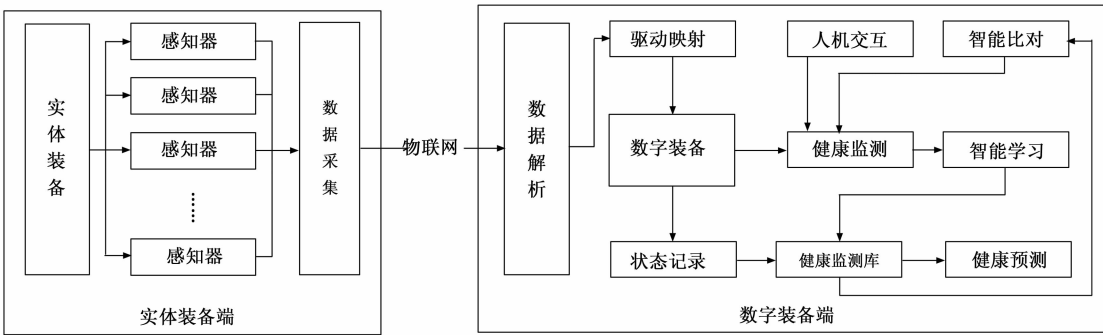 实体装备
感知器
感知器
感知器
感知器
数据采集
实体装备端
物联网
数据解析
驱动映射
人机交互
智能比对
数字装备
健康监测
智能学习
状态记录
健康监测库
健康预测
数字装备端